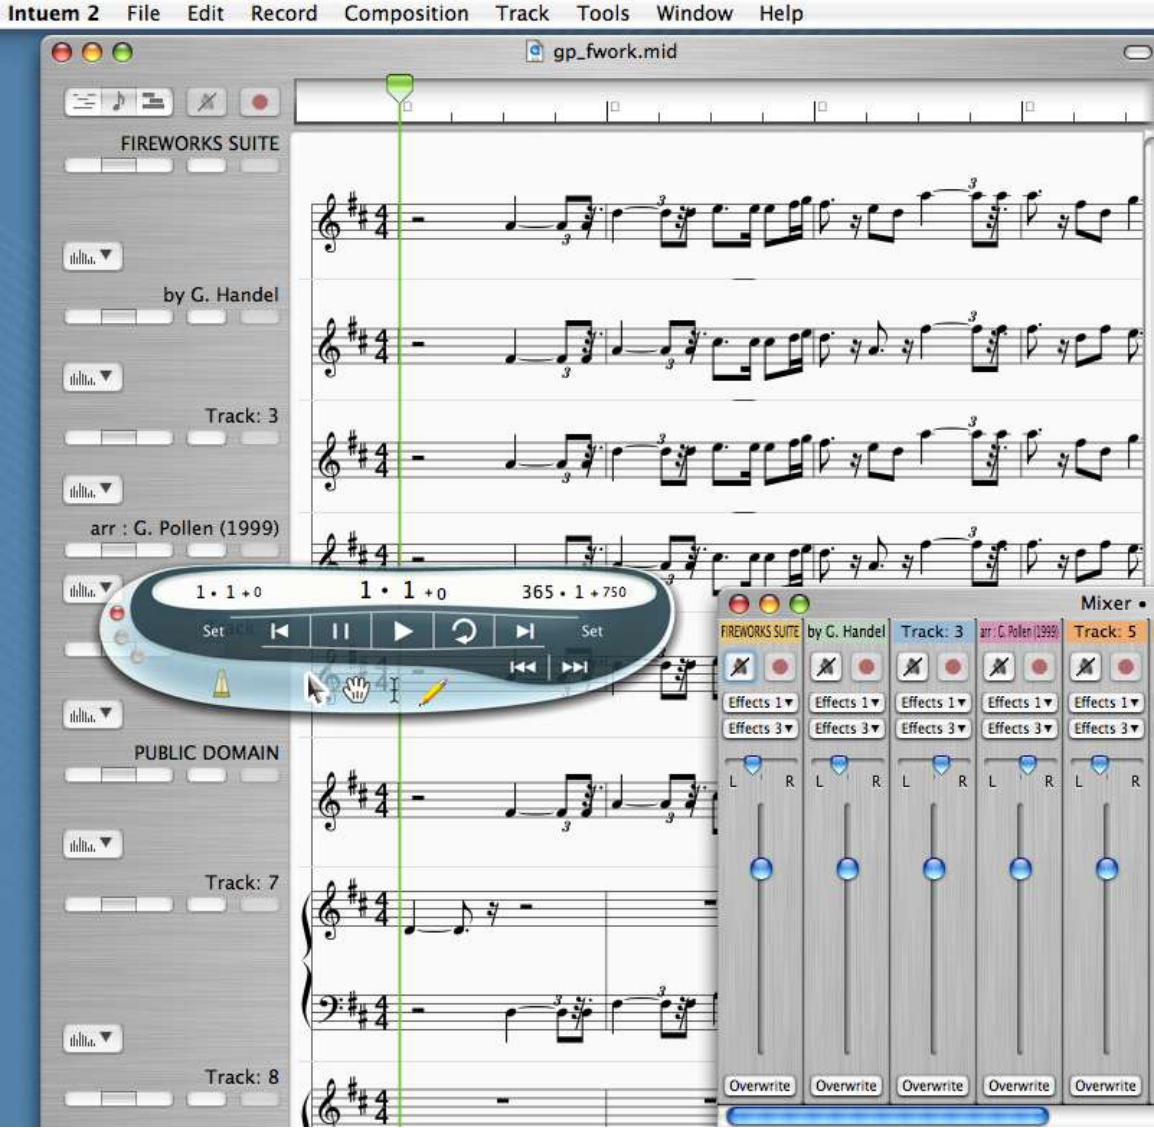 Intuem 2 File Edit Record Composition Track Tools Window Help
gp_fwork.mid
FIREWORKS SUITE
by G. Handel
Track: 3
arr : G. Pollen (1999)
1 • 1 +0 1 • 1 +0 365 • 1 +750
Set Set
PUBLIC DOMAIN
Track: 7
Track: 8
Mixer •
FIREWORKS SUITE by G. Handel Track: 3 arr : G. Pollen (1999) Track: 5
Effects 1▾ Effects 1▾ Effects 1▾ Effects 1▾ Effects 1▾
Effects 3▾ Effects 3▾ Effects 3▾ Effects 3▾ Effects 3▾
L R L R L R L R L R
Overwrite Overwrite Overwrite Overwrite Overwrite